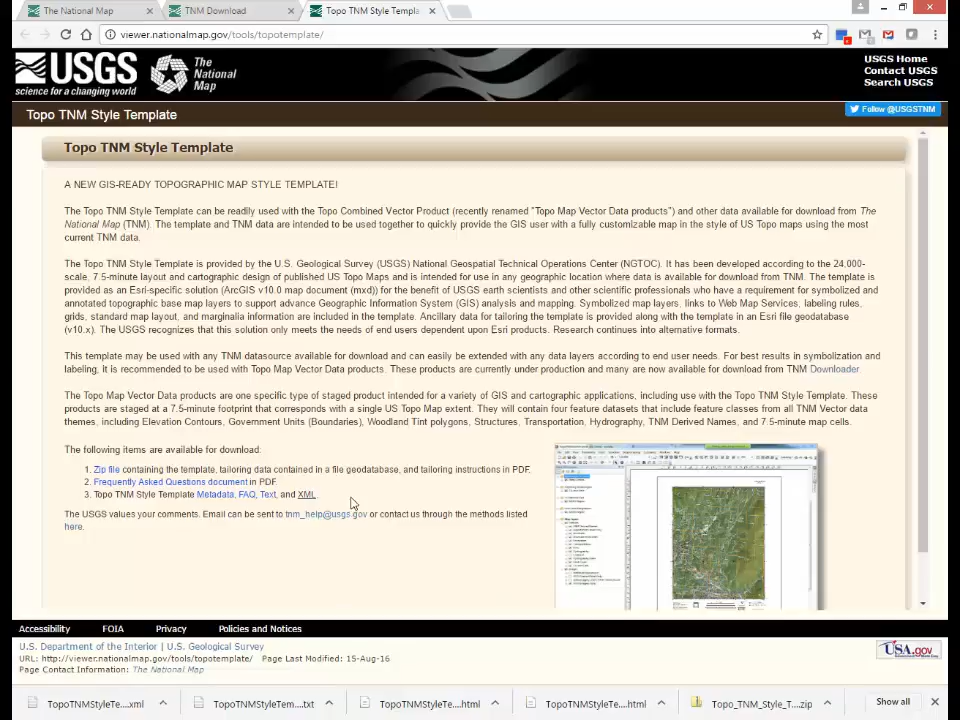 The National Map
TNM Download
Topo TNM Style Templa
viewer.nationalmap.gov/tools/topotemplate/
USGS
science for a changing world
The
National
Map
USGS Home
Contact USGS
Search USGS
Topo TNM Style Template
Follow @USGSTNM
Topo TNM Style Template
A NEW GIS-READY TOPOGRAPHIC MAP STYLE TEMPLATE!
The Topo TNM Style Template can be readily used with the Topo Combined Vector Product (recently renamed "Topo Map Vector Data products") and other data available for download from The
National Map (TNM). The template and TNM data are intended to be used together to quickly provide the GIS user with a fully customizable map in the style of US Topo maps using the most
current TNM data.
The Topo TNM Style Template is provided by the U.S. Geological Survey (USGS) National Geospatial Technical Operations Center (NGTOC). It has been developed according to the 24,000-
scale, 7.5-minute layout and cartographic design of published US Topo Maps and is intended for use in any geographic location where data is available for download from TNM. The template is
provided as an Esri-specific solution (ArcGIS v10.0 map document (mxd)) for the benefit of USGS earth scientists and other scientific professionals who have a requirement for symbolized and
annotated topographic base map layers to support advance Geographic Information System (GIS) analysis and mapping. Symbolized map layers, links to Web Map Services, labeling rules,
grids, standard map layout, and marginalia information are included in the template. Ancillary data for tailoring the template is provided along with the template in an Esri file geodatabase
(v10.x). The USGS recognizes that this solution only meets the needs of end users dependent upon Esri products. Research continues into alternative formats.
This template may be used with any TNM datasource available for download and can easily be extended with any data layers according to end user needs. For best results in symbolization and
labeling, it is recommended to be used with Topo Map Vector Data products. These products are currently under production and many are now available for download from TNM Downloader.
The Topo Map Vector Data products are one specific type of staged product intended for a variety of GIS and cartographic applications, including use with the Topo TNM Style Template. These
products are staged at a 7.5-minute footprint that corresponds with a single US Topo Map extent. They will contain four feature datasets that include feature classes from all TNM Vector data
themes, including Elevation Contours, Government Units (Boundaries), Woodland Tint polygons, Structures, Transportation, Hydrography, TNM Derived Names, and 7.5-minute map cells.
The following items are available for download:
1. Zip file containing the template, tailoring data contained in a file geodatabase, and tailoring instructions in PDF.
2. Frequently Asked Questions document in PDF.
3. Topo TNM Style Template Metadata, FAQ, Text, and XML.
The USGS values your comments. Email can be sent to tnm_help@usgs.gov or contact us through the methods listed
here.
Accessibility FOIA Privacy Policies and Notices
U.S. Department of the Interior | U.S. Geological Survey
URL: http://viewer.nationalmap.gov/tools/topotemplate/ Page Last Modified: 15-Aug-16
Page Contact Information: The National Map
USA.gov
TopoTNMStyleTe....xml
TopoTNMStyleTem....txt
TopoTNMStyleTe....html
TopoTNMStyleTe....html
Topo_TNM_Style_T....zip
Show all